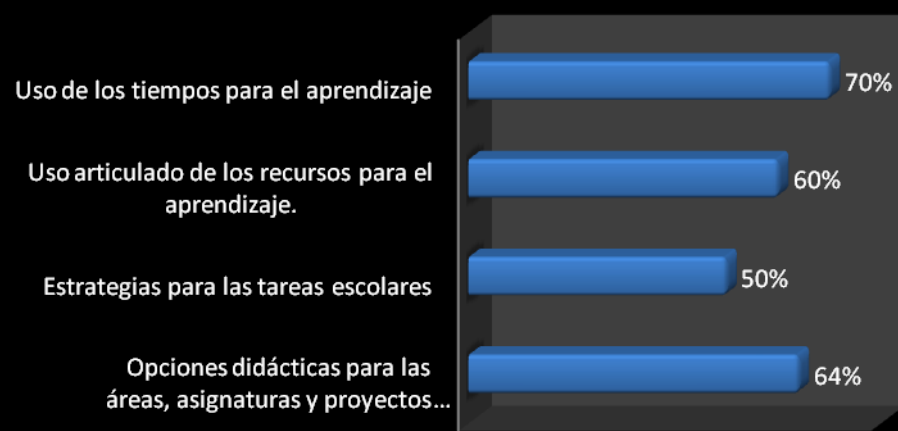 Uso de los tiempos para el aprendizaje
70%
Uso articulado de los recursos para el
aprendizaje.
60%
Estrategias para las tareas escolares
50%
Opciones didácticas para las
áreas, asignaturas y proyectos...
64%